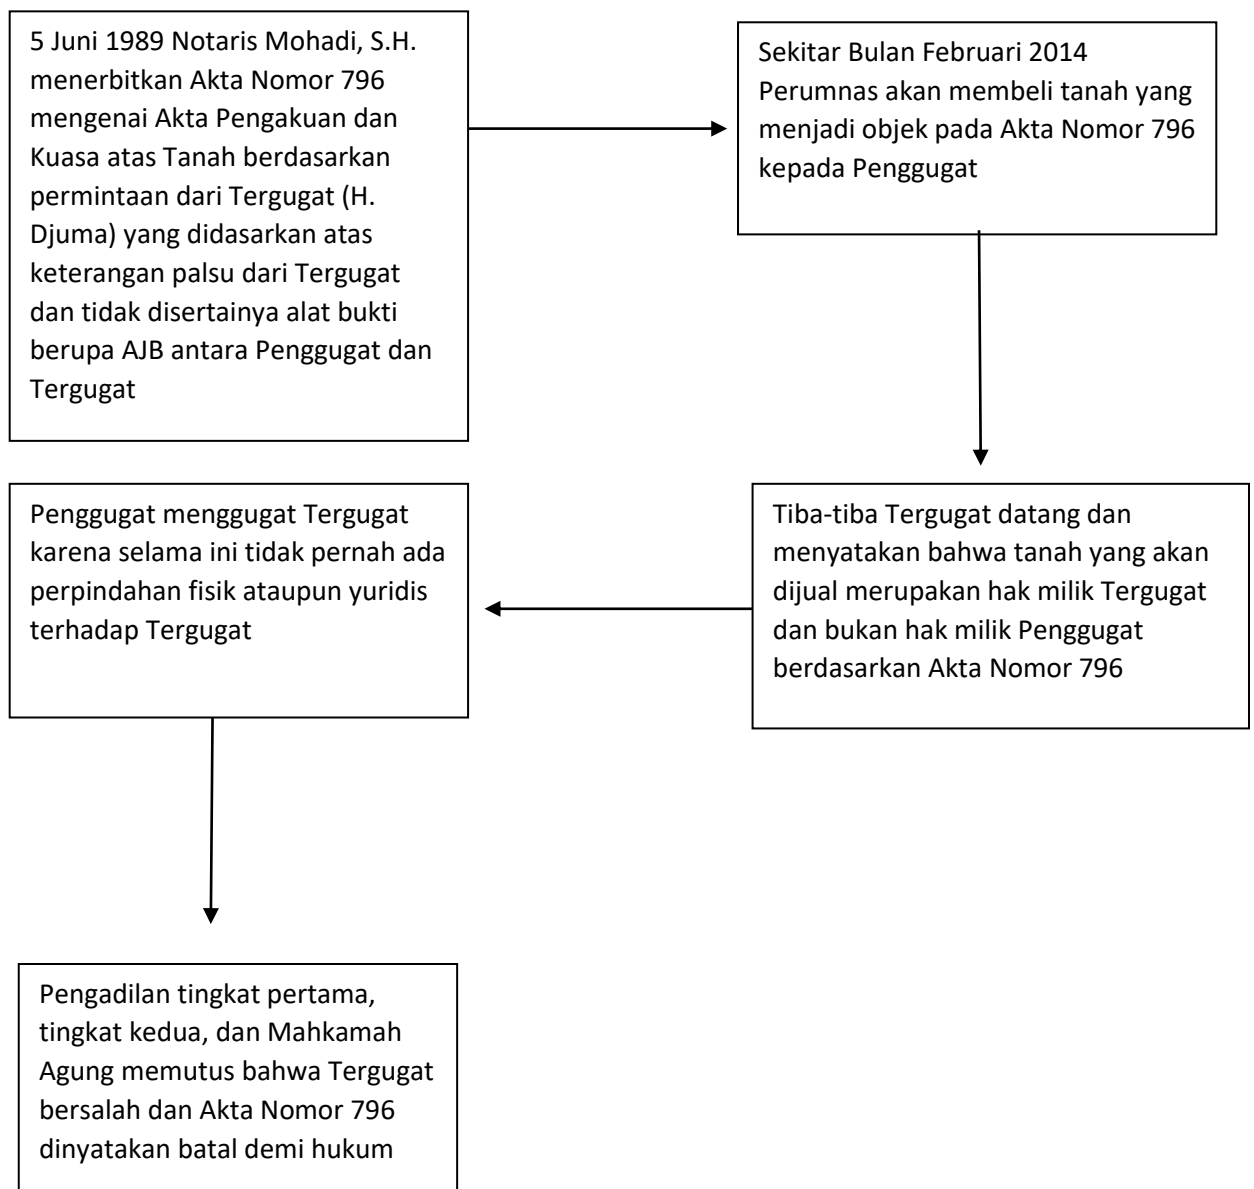 5 Juni 1989 Notaris Mohadi, S.H.
menerbitkan Akta Nomor 796
mengenai Akta Pengakuan dan
Kuasa atas Tanah berdasarkan
permintaan dari Tergugat (H.
Djuma) yang didasarkan atas
keterangan palsu dari Tergugat
dan tidak disertainya alat bukti
berupa AJB antara Penggugat dan
Tergugat
Sekitar Bulan Februari 2014
Perumnas akan membeli tanah yang
menjadi objek pada Akta Nomor 796
kepada Penggugat
Tiba-tiba Tergugat datang dan
menyatakan bahwa tanah yang akan
dijual merupakan hak milik Tergugat
dan bukan hak milik Penggugat
berdasarkan Akta Nomor 796
Penggugat menggugat Tergugat
karena selama ini tidak pernah ada
perpindahan fisik ataupun yuridis
terhadap Tergugat
Pengadilan tingkat pertama,
tingkat kedua, dan Mahkamah
Agung memutus bahwa Tergugat
bersalah dan Akta Nomor 796
dinyatakan batal demi hukum